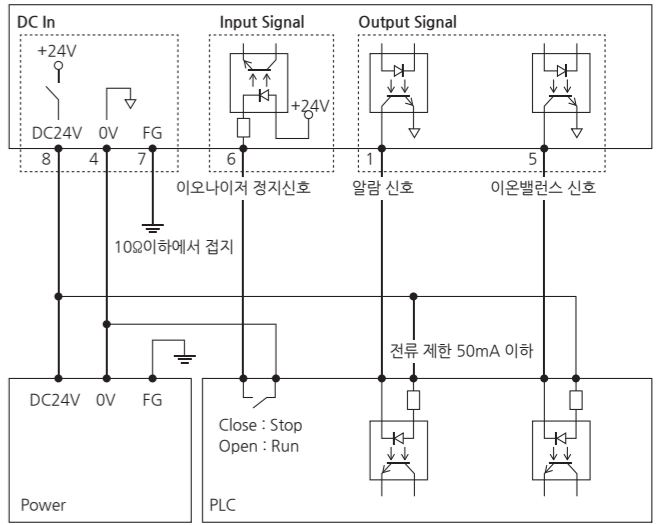 DC In
Input Signal
Output Signal
+24V
+24V
DC24V 0V FG
8 4 7 6 1 5
이오나이저 정지신호
알람 신호
이온밸런스 신호
10Ω이하에서 접지
전류 제한 50mA 이하
DC24V 0V FG
Close : Stop
Open : Run
Power
PLC